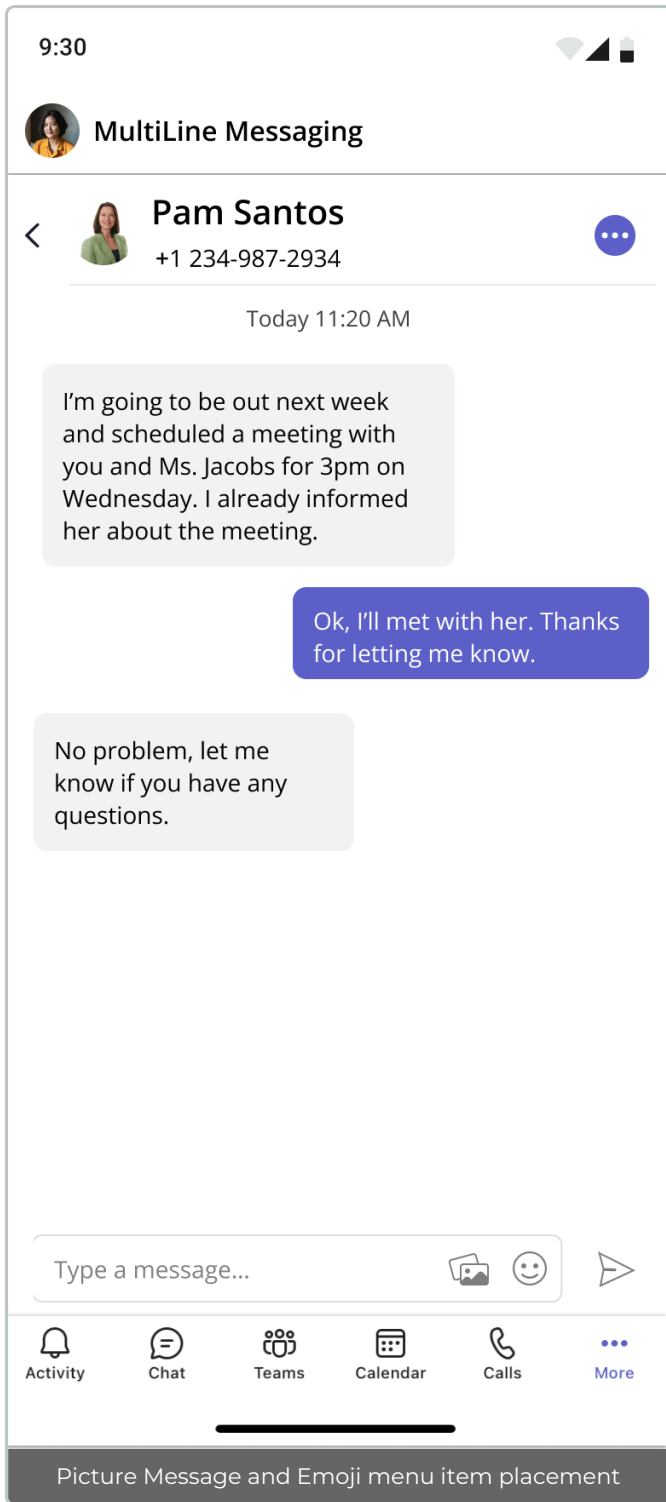 9:30
MultiLine Messaging
Pam Santos
+1 234-987-2934
Today 11:20 AM
I’m going to be out next week
and scheduled a meeting with
you and Ms. Jacobs for 3pm on
Wednesday. I already informed
her about the meeting.
Ok, I’ll met with her. Thanks
for letting me know.
No problem, let me
know if you have any
questions.
Type a message...
Activity Chat Teams Calendar Calls More
Picture Message and Emoji menu item placement